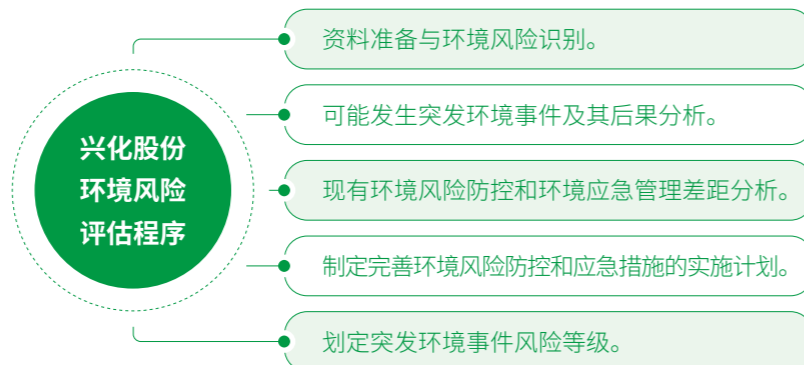 兴化股份
环境风险
评估程序
资料准备与环境风险识别。
可能发生突发环境事件及其后果分析。
现有环境风险防控和环境应急管理差距分析。
制定完善环境风险防控和应急措施的实施计划。
划定突发环境事件风险等级。